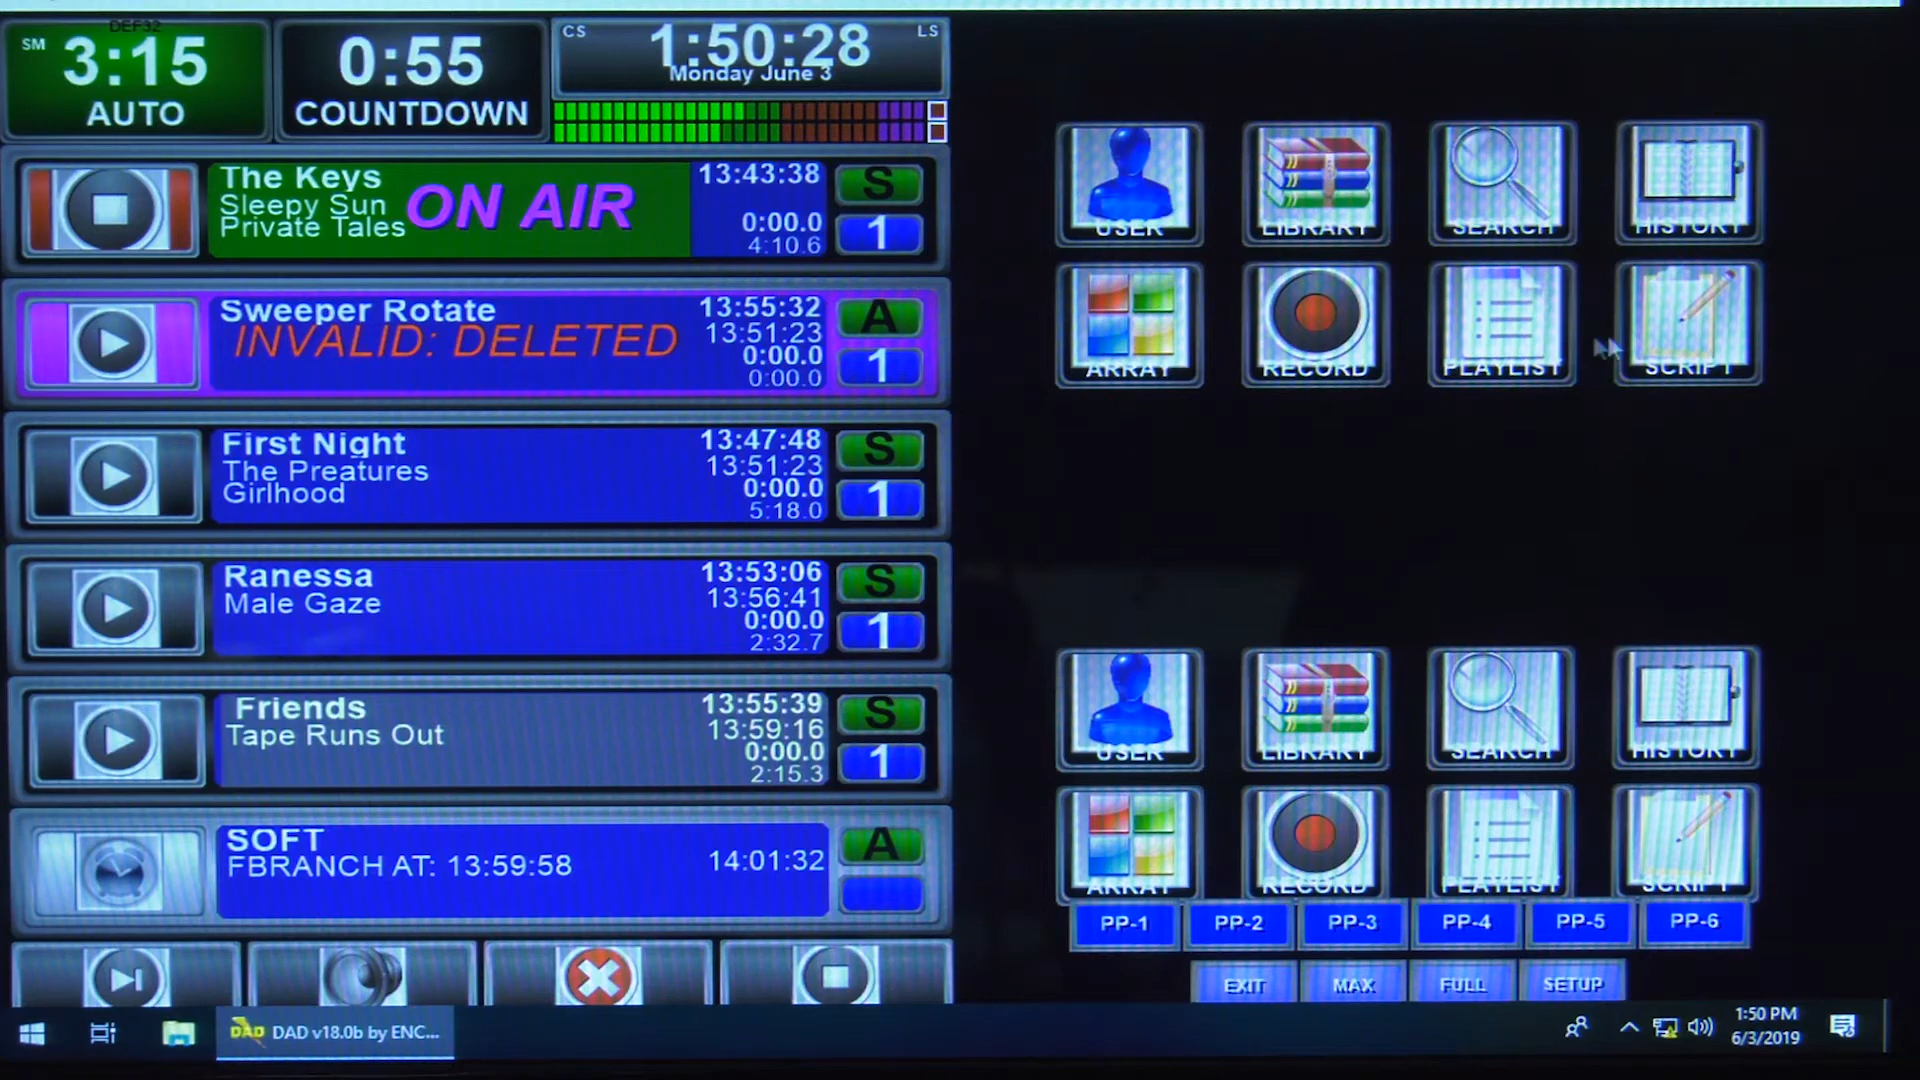 DEF32
SM
3:15
AUTO
0:55
COUNTDOWN
CS
1:50:28
LS
Monday June 3
The Keys
Sleepy Sun
Private Tales
ON AIR
13:43:38
0:00.0
4:10.6
S
1
Sweeper Rotate
INVALID: DELETED
13:55:32
13:51:23
0:00.0
0:00.0
A
1
First Night
The Preatures
Girlhood
13:47:48
13:51:23
0:00.0
5:18.0
S
1
Ranessa
Male Gaze
13:53:06
13:56:41
0:00.0
2:32.7
S
1
Friends
Tape Runs Out
13:55:39
13:59:16
0:00.0
2:15.3
S
1
SOFT
FBRANCH AT: 13:59:58
14:01:32
A
USER
LIBRARY
SEARCH
HISTORY
ARRAY
RECORD
PLAYLIST
SCRIPT
USER
LIBRARY
SEARCH
HISTORY
ARRAY
RECORD
PLAYLIST
SCRIPT
PP-1
PP-2
PP-3
PP-4
PP-5
PP-6
EXIT
MAX
FULL
SETUP
DAD
DAD v18.0b by ENC...
1:50 PM
6/3/2019